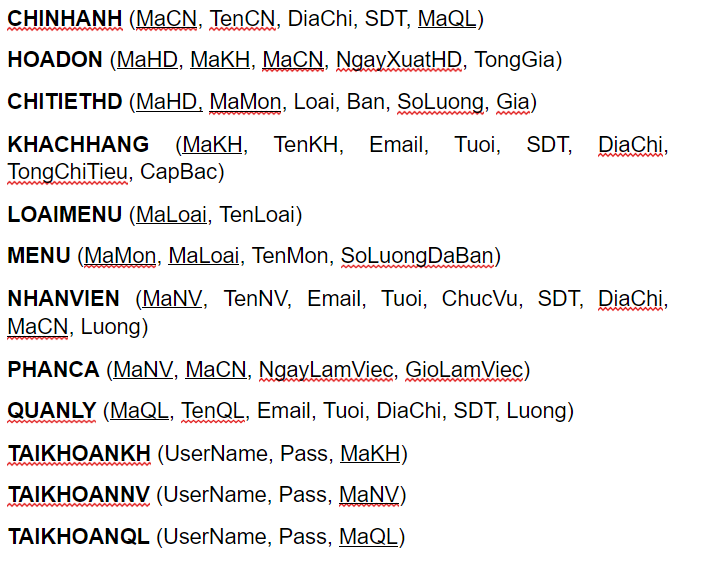 CHINHANH (MaCN, TenCN, DiaChi, SDT, MaQL)
HOADON (MaHD, MaKH, MaCN, NgayXuatHD, TongGia)
CHITIETHD (MaHD, MaMon, Loai, Ban, SoLuong, Gia)
KHACHHANG (MaKH, TenKH, Email, Tuoi, SDT, DiaChi,
TongChiTieu, CapBac)
LOAIMENU (MaLoai, TenLoai)
MENU (MaMon, MaLoai, TenMon, SoLuongDaBan)
NHANVIEN (MaNV, TenNV, Email, Tuoi, ChucVu, SDT, DiaChi,
MaCN, Luong)
PHANCA (MaNV, MaCN, NgayLamViec, GioLamViec)
QUANLY (MaQL, TenQL, Email, Tuoi, DiaChi, SDT, Luong)
TAIKHOANKH (UserName, Pass, MaKH)
TAIKHOANNV (UserName, Pass, MaNV)
TAIKHOANQL (UserName, Pass, MaQL)